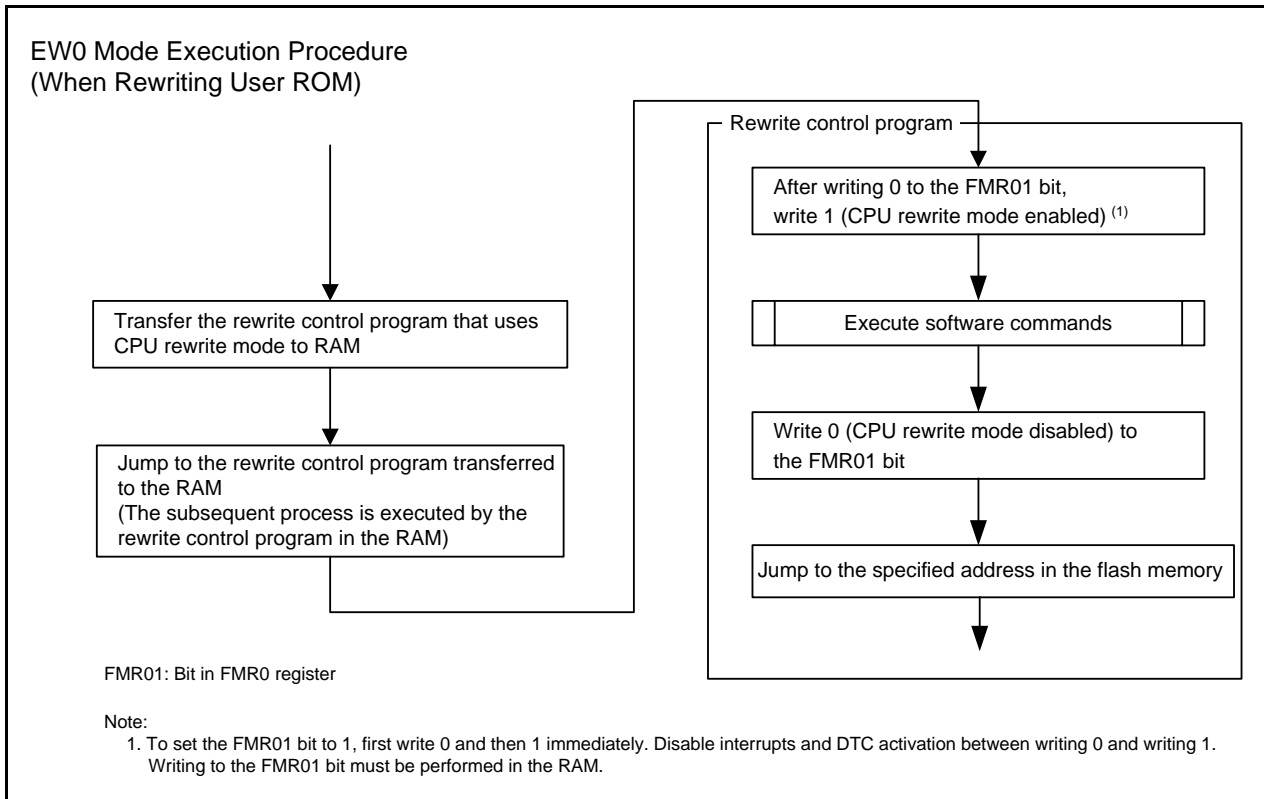 EW0 Mode Execution Procedure
(When Rewriting User ROM)
Transfer the rewrite control program that uses
CPU rewrite mode to RAM
Jump to the rewrite control program transferred
to the RAM
(The subsequent process is executed by the
rewrite control program in the RAM)
Rewrite control program
After writing 0 to the FMR01 bit,
write 1 (CPU rewrite mode enabled) (1)
Execute software commands
Write 0 (CPU rewrite mode disabled) to
the FMR01 bit
Jump to the specified address in the flash memory
FMR01: Bit in FMR0 register
Note:
1. To set the FMR01 bit to 1, first write 0 and then 1 immediately. Disable interrupts and DTC activation between writing 0 and writing 1.
Writing to the FMR01 bit must be performed in the RAM.